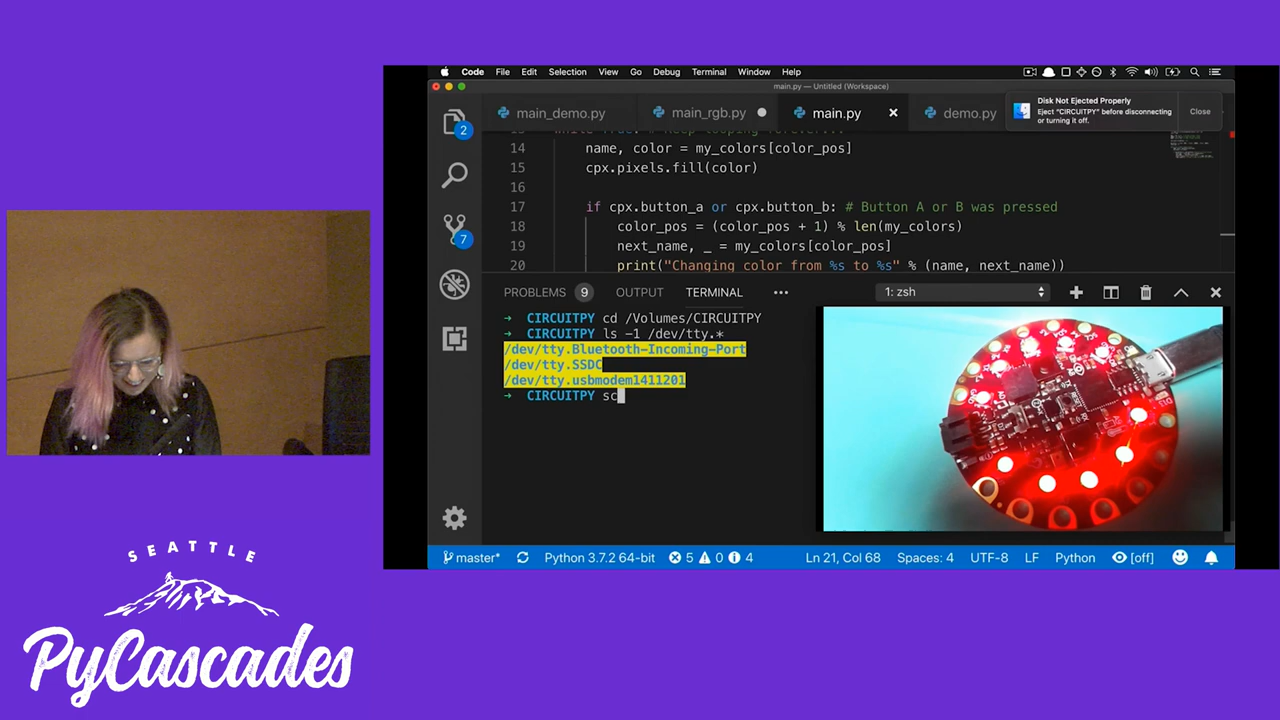 Code File Edit Selection View Go Debug Terminal Window Help
main.py — Untitled (Workspace)
main_demo.py main_rgb.py main.py demo.py
Disk Not Ejected Properly
Eject "CIRCUITPY" before disconnecting
or turning it off.
Close
2
14 name, color = my_colors[color_pos]
15 cpx.pixels.fill(color)
16
17 if cpx.button_a or cpx.button_b: # Button A or B was pressed
18 color_pos = (color_pos + 1) % len(my_colors)
19 next_name, _ = my_colors[color_pos]
20 print("Changing color from %s to %s" % (name, next_name))
7
PROBLEMS 9 OUTPUT TERMINAL ••• 1: zsh
→ CIRCUITPY cd /Volumes/CIRCUITPY
→ CIRCUITPY ls -1 /dev/tty.*
/dev/tty.Bluetooth-Incoming-Port
/dev/tty.SSDC
/dev/tty.usbmodem1411201
→ CIRCUITPY sc
master* Python 3.7.2 64-bit 5 0 4 Ln 21, Col 68 Spaces: 4 UTF-8 LF Python [off]
SEATTLE
PyCascades